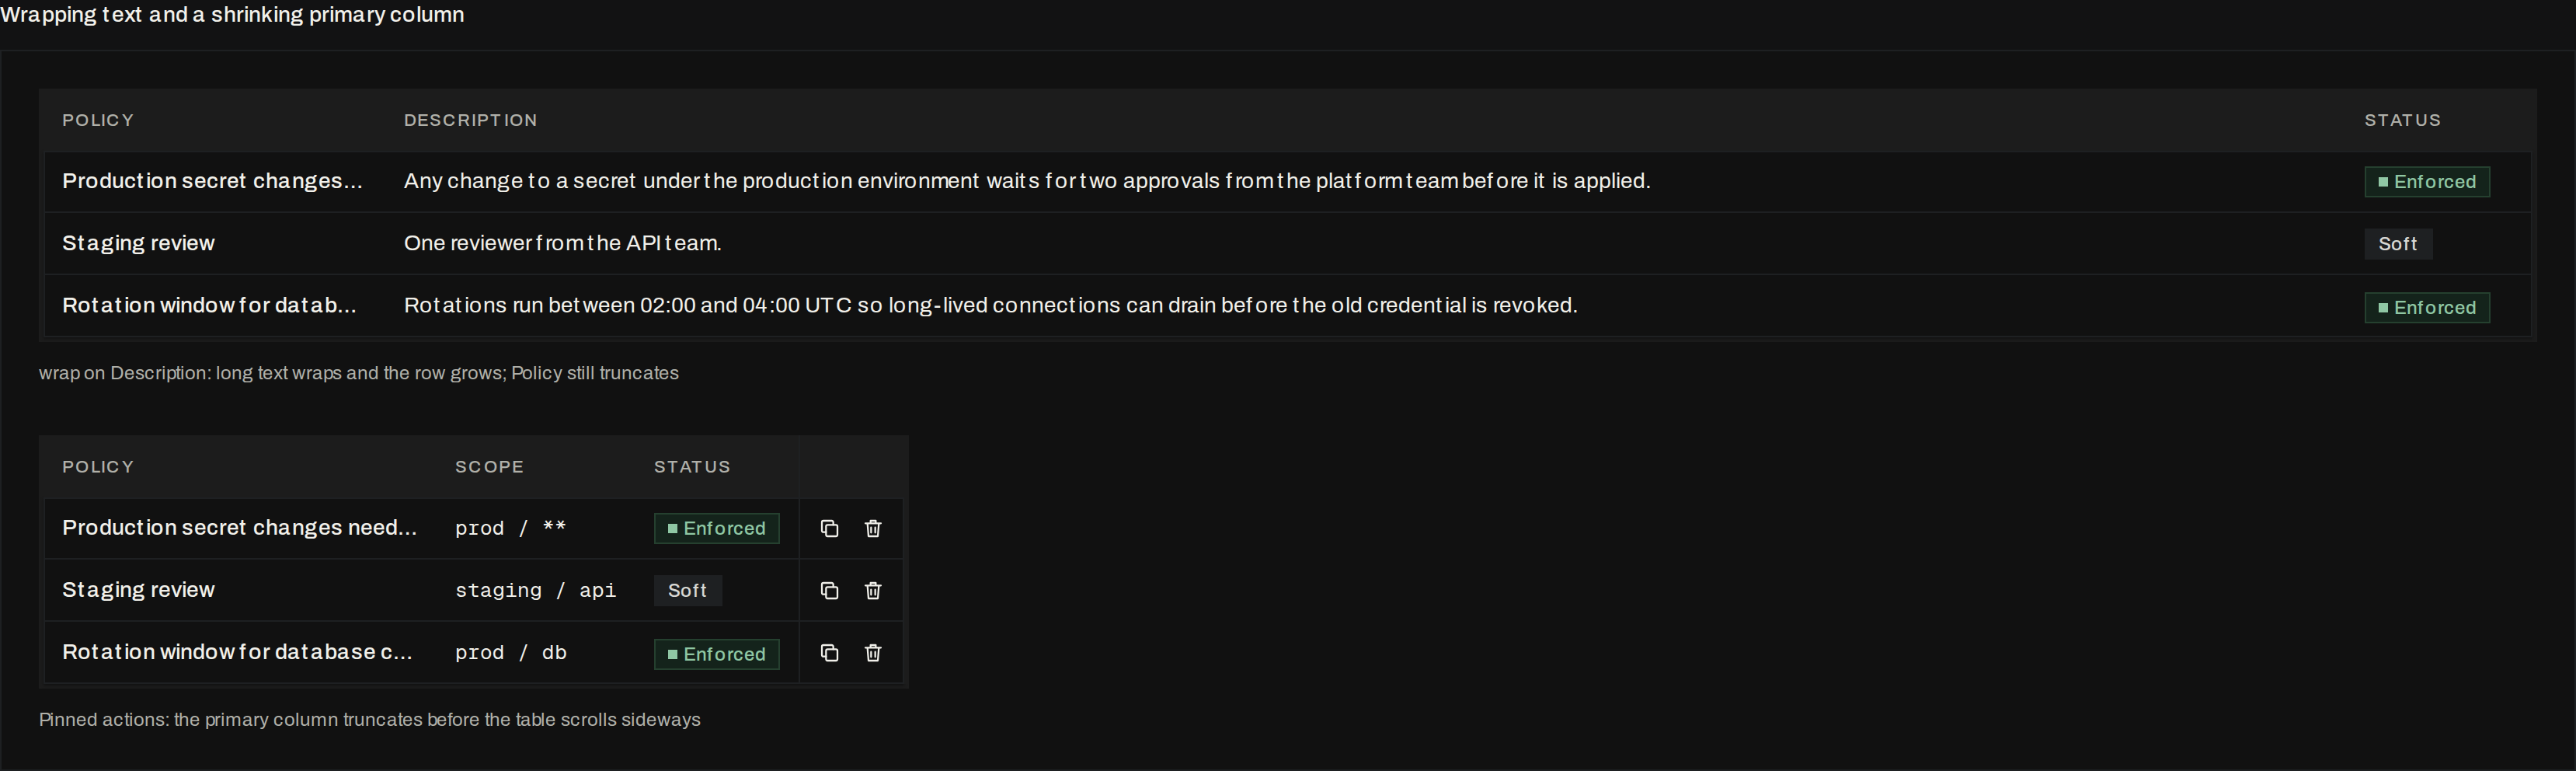 Wrapping text and a shrinking primary column
POLICY DESCRIPTION STATUS
Production secret changes... Any change to a secret under the production environment waits for two approvals from the platform team before it is applied. Enforced
Staging review One reviewer from the API team. Soft
Rotation window for datab... Rotations run between 02:00 and 04:00 UTC so long-lived connections can drain before the old credential is revoked. Enforced
wrap on Description: long text wraps and the row grows; Policy still truncates
POLICY SCOPE STATUS
Production secret changes need... prod / ** Enforced
Staging review staging / api Soft
Rotation window for database c... prod / db Enforced
Pinned actions: the primary column truncates before the table scrolls sideways